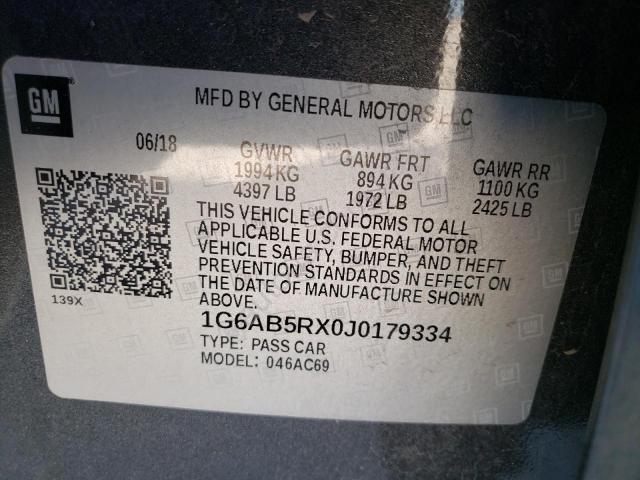 GM
MFD BY GENERAL MOTORS LLC
06/18
GVWR GAWR FRT GAWR RR
1994 KG 894 KG 1100 KG
4397 LB 1972 LB 2425 LB
THIS VEHICLE CONFORMS TO ALL
APPLICABLE U.S. FEDERAL MOTOR
VEHICLE SAFETY, BUMPER, AND THEFT
PREVENTION STANDARDS IN EFFECT ON
THE DATE OF MANUFACTURE SHOWN
ABOVE.
139X
1G6AB5RX0J0179334
TYPE: PASS CAR
MODEL: 046AC69